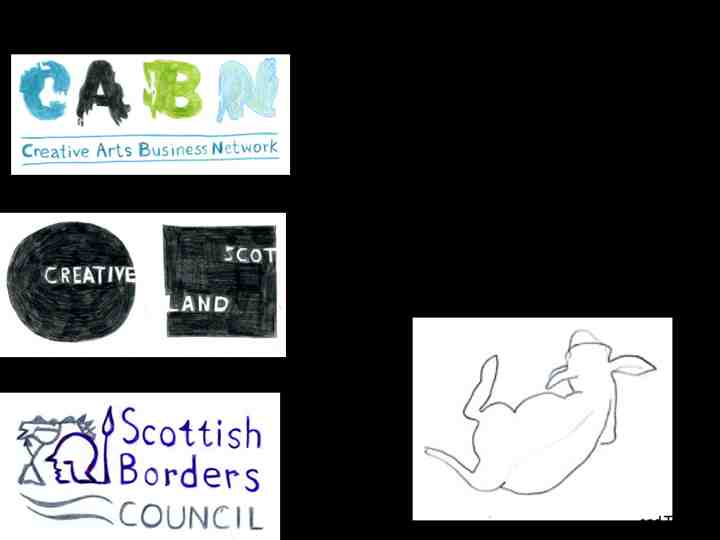 CABN
Creative Arts Business Network
CREATIVE
SCOT
LAND
Scottish
Borders
COUNCIL